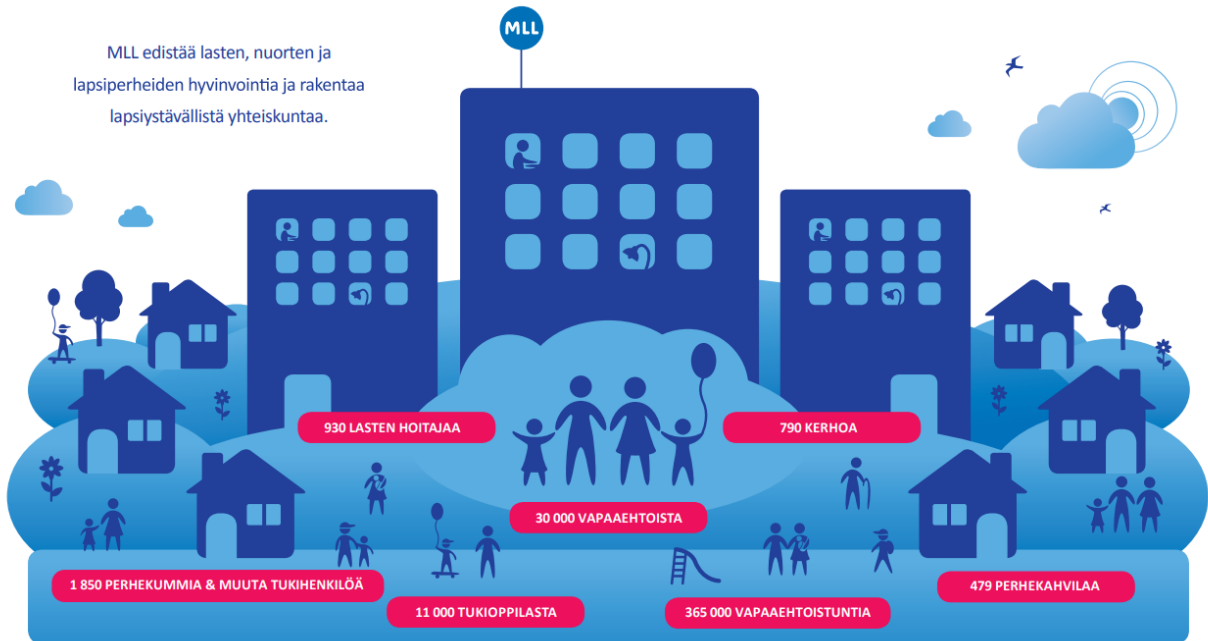 MLL
MLL edistää lasten, nuorten ja
lapsiperheiden hyvinvointia ja rakentaa
lapsiystävällistä yhteiskuntaa.
930 LASTEN HOITAJAA
790 KERHOA
30 000 VAPAAEHTOISTA
1 850 PERHEKUMMIA & MUUTA TUKIHENKILÖÄ
479 PERHEKAHVILAA
11 000 TUKIOPPILASTA
365 000 VAPAAEHTOISTUNTIA